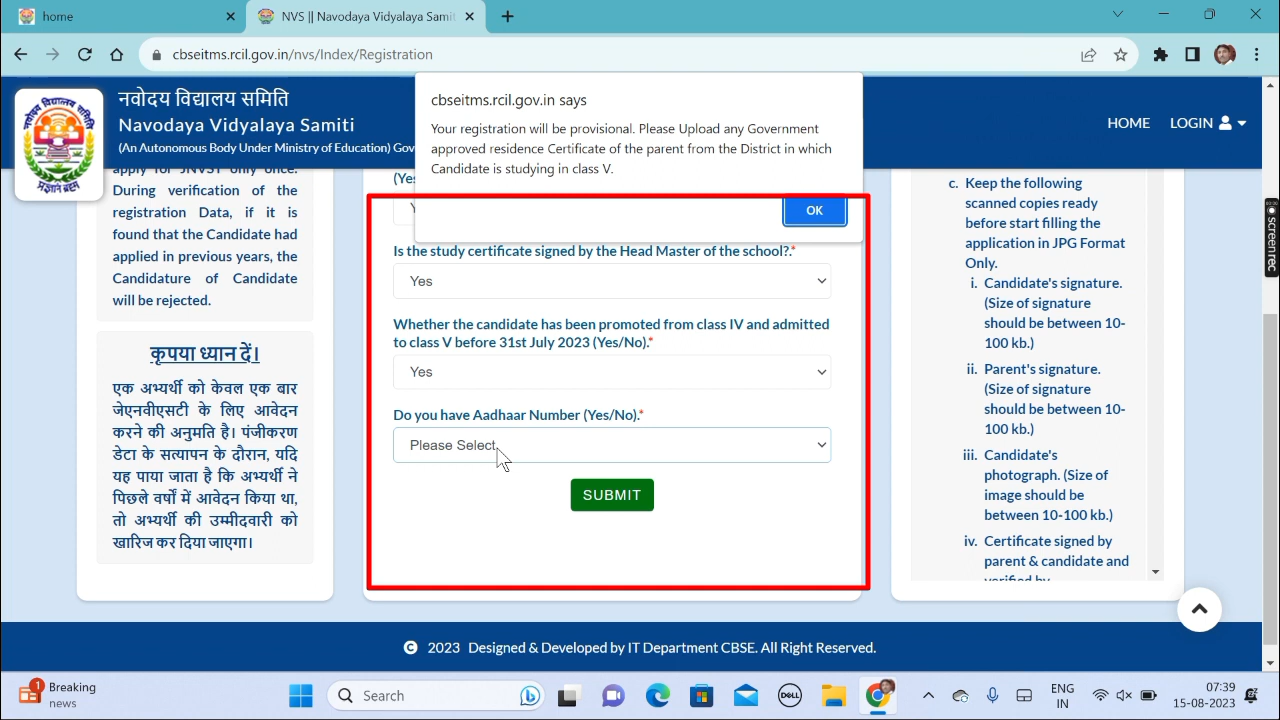 home
NVS || Navodaya Vidyalaya Samit
cbseitms.rcil.gov.in/nvs/Index/Registration
नवोदय विद्यालय समिति
Navodaya Vidyalaya Samiti
(An Autonomous Body Under Ministry of Education) Gov
HOME LOGIN
cbseitms.rcil.gov.in says
Your registration will be provisional. Please Upload any Government
approved residence Certificate of the parent from the District in which
Candidate is studying in class V.
OK
apply for JNVST only once.
During verification of the
registration Data, if it is
found that the Candidate had
applied in previous years, the
Candidature of Candidate
will be rejected.
कृपया ध्यान दें।
एक अभ्यर्थी को केवल एक बार
जेएनवीएसटी के लिए आवेदन
करने की अनुमति है। पंजीकरण
डेटा के सत्यापन के दौरान, यदि
यह पाया जाता है कि अभ्यर्थी ने
पिछले वर्षों में आवेदन किया था,
तो अभ्यर्थी की उम्मीदवारी को
खारिज कर दिया जाएगा।
(Yes
Is the study certificate signed by the Head Master of the school?.*
Yes
Whether the candidate has been promoted from class IV and admitted
to class V before 31st July 2023 (Yes/No).*
Yes
Do you have Aadhaar Number (Yes/No).*
Please Select
SUBMIT
c. Keep the following
scanned copies ready
before start filling the
application in JPG Format
Only.
i. Candidate's signature.
(Size of signature
should be between 10-
100 kb.)
ii. Parent's signature.
(Size of signature
should be between 10-
100 kb.)
iii. Candidate's
photograph. (Size of
image should be
between 10-100 kb.)
iv. Certificate signed by
parent & candidate and
verified by
screenrec
© 2023 Designed & Developed by IT Department CBSE. All Right Reserved.
1
Breaking
news
Search
DELL
ENG
IN
07:39
15-08-2023